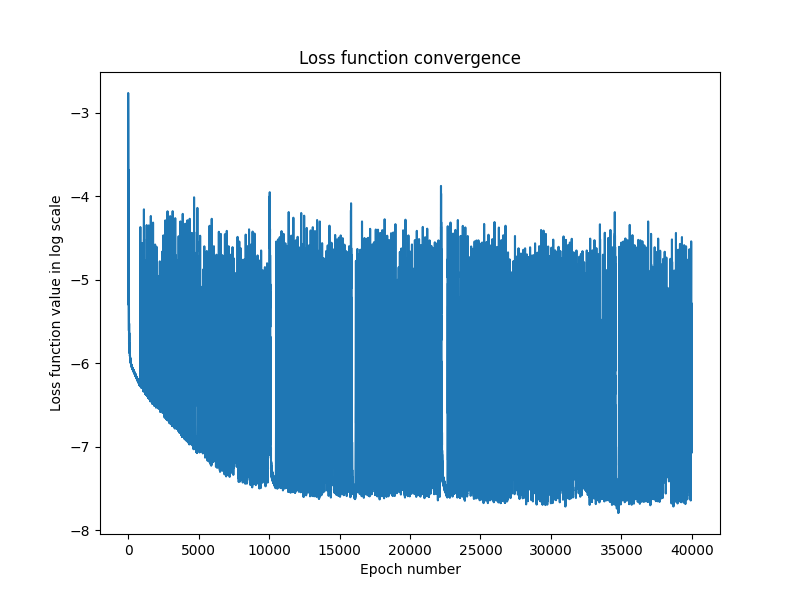 Loss function convergence
Loss function value in log scale
−3
−4
−5
−6
−7
−8
0 5000 10000 15000 20000 25000 30000 35000 40000
Epoch number